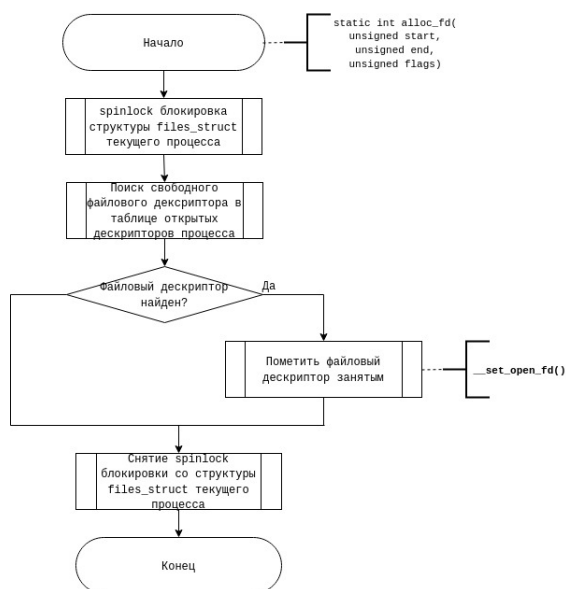 Начало
static int alloc_fd(
unsigned start,
unsigned end,
unsigned flags)
spinlock блокировка
структуры files_struct
текущего процесса
Поиск свободного
файлового дексриптора в
таблице открытых
дескрипторов процесса
Файловый дескриптор
найден?
Да
Пометить файловый
дескриптор занятым
__set_open_fd()
Снятие spinlock
блокировки со структуры
files_struct текущего
процесса
Конец